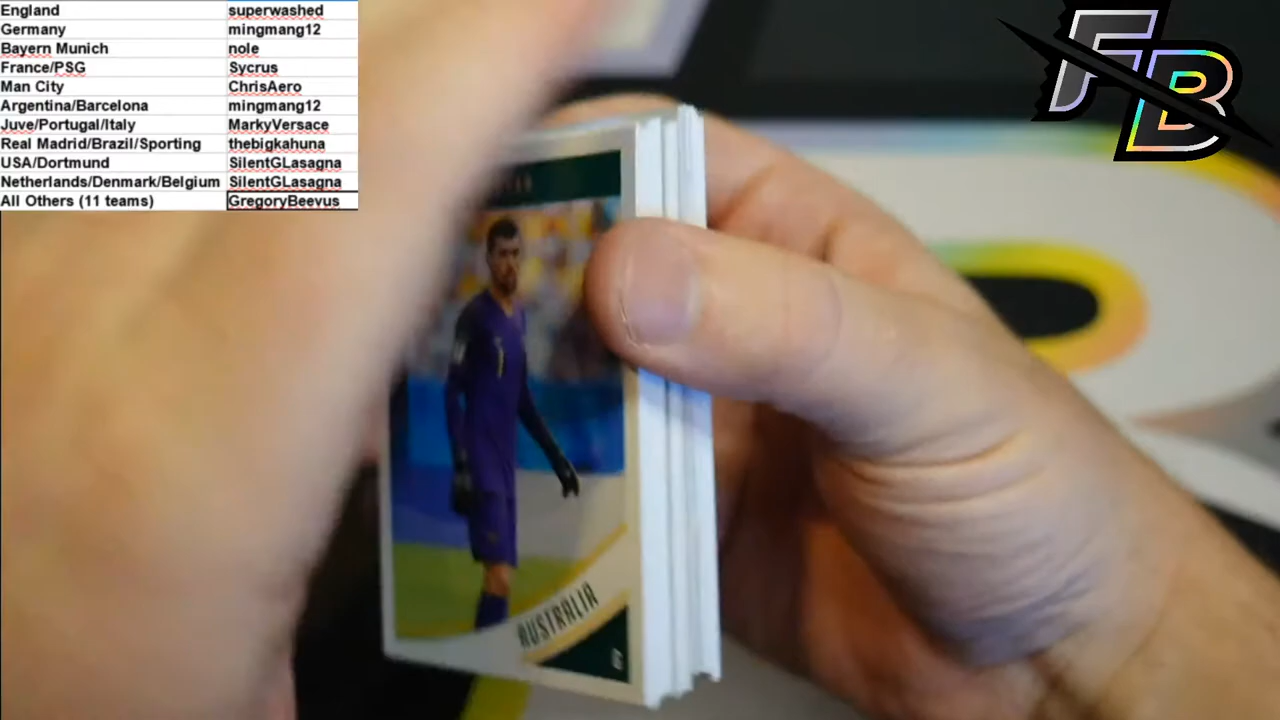 England superwashed
Germany mingmang12
Bayern Munich nole
France/PSG Sycrus
Man City ChrisAero
Argentina/Barcelona mingmang12
Juve/Portugal/Italy MarkyVersace
Real Madrid/Brazil/Sporting thebigkahuna
USA/Dortmund SilentGLasagna
Netherlands/Denmark/Belgium SilentGLasagna
All Others (11 teams) GregoryBeevus
FB
AUSTRALIA